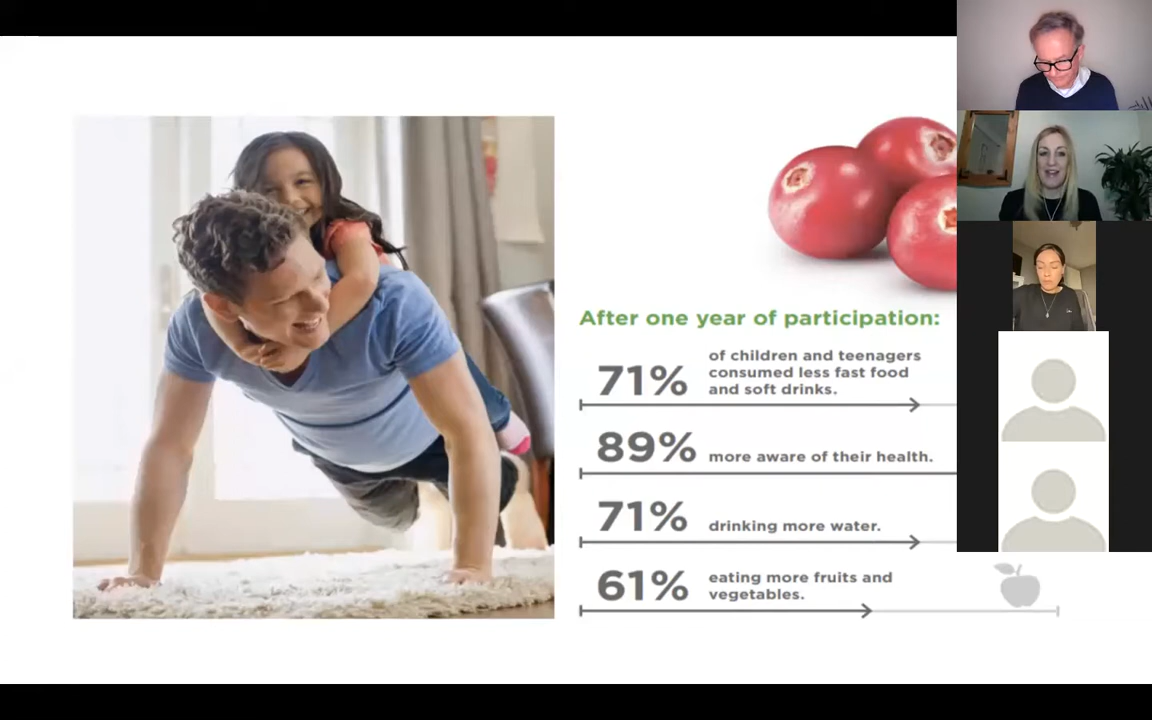 After one year of participation:
71%
of children and teenagers
consumed less fast food
and soft drinks.
89%
more aware of their health.
71%
drinking more water.
61%
eating more fruits and
vegetables.